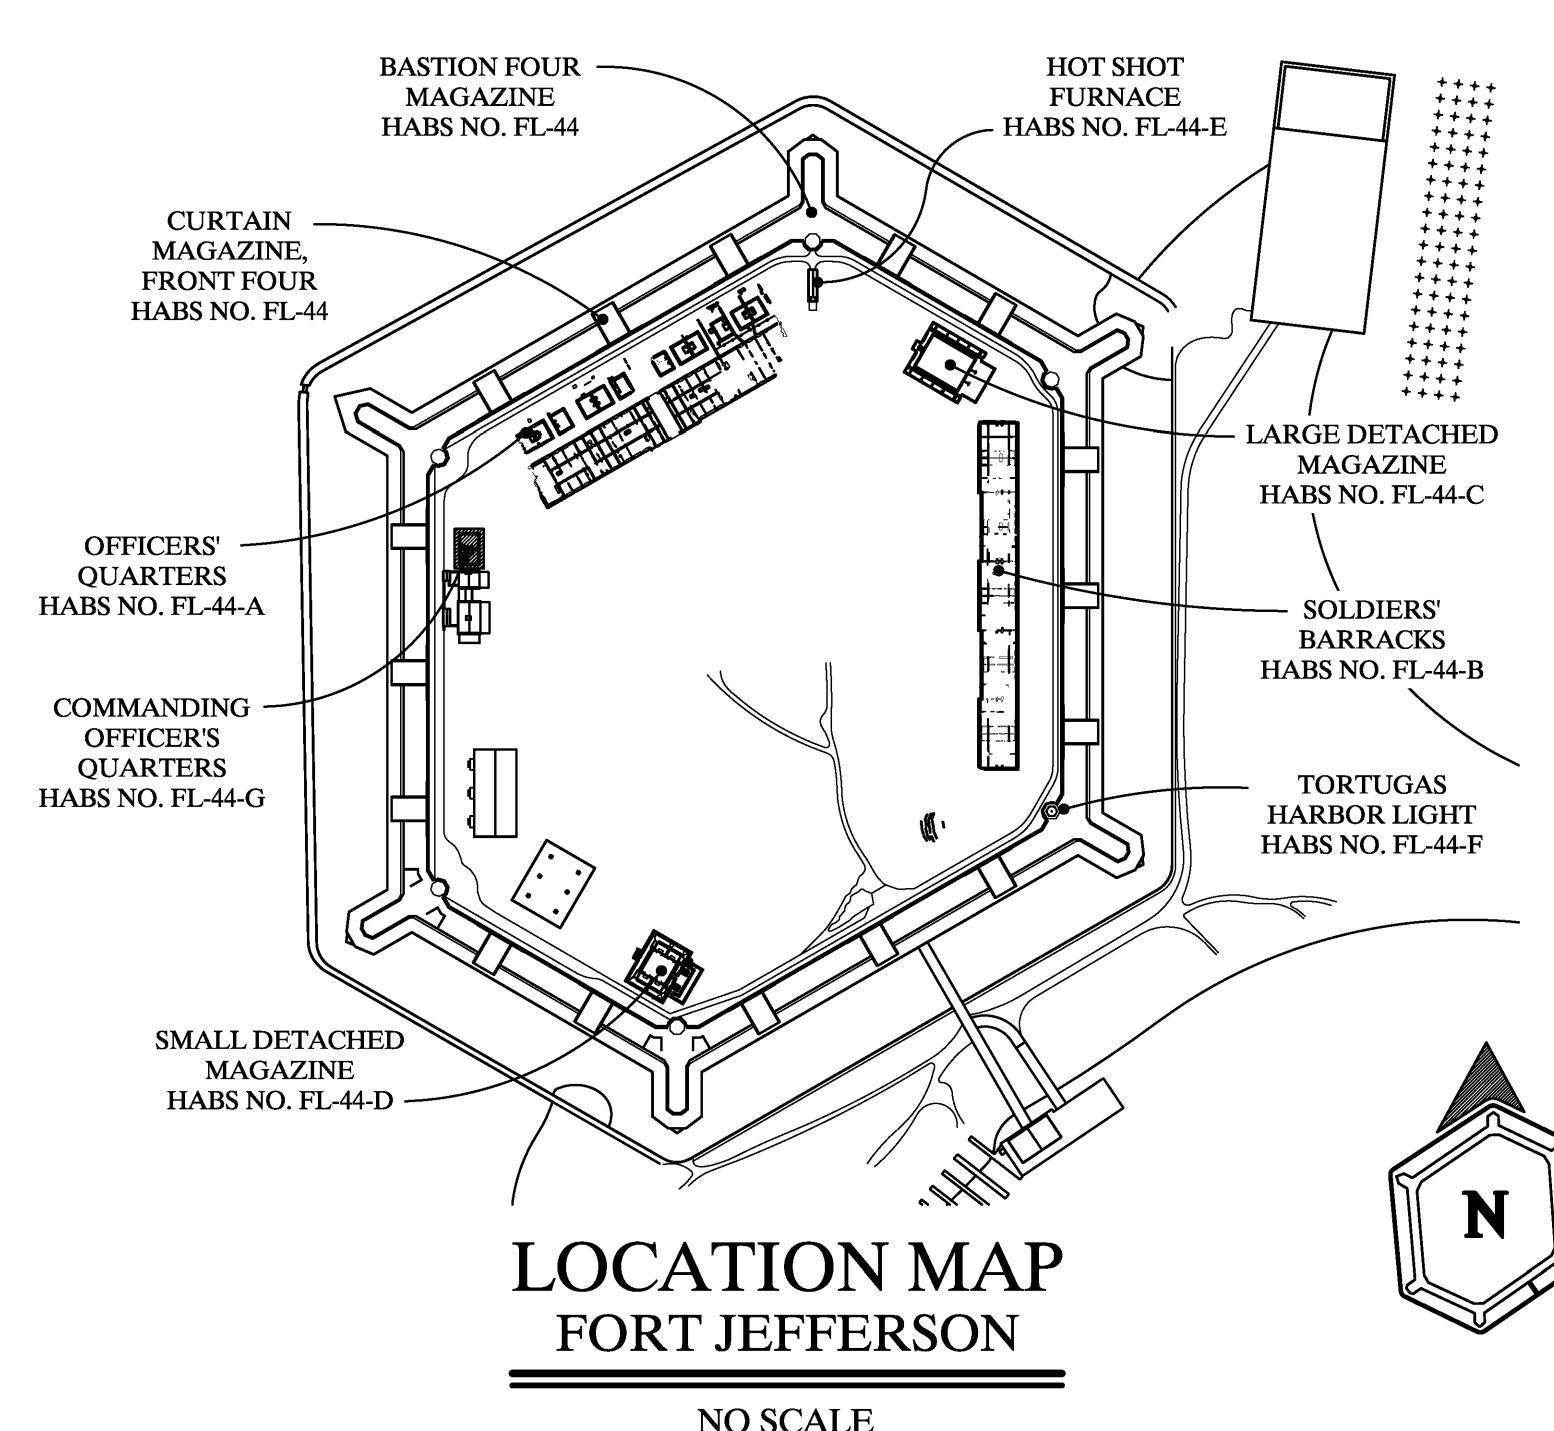 BASTION FOUR
MAGAZINE
HABS NO. FL-44
HOT SHOT
FURNACE
HABS NO. FL-44-E
CURTAIN
MAGAZINE,
FRONT FOUR
HABS NO. FL-44
LARGE DETACHED
MAGAZINE
HABS NO. FL-44-C
OFFICERS'
QUARTERS
HABS NO. FL-44-A
SOLDIERS'
BARRACKS
HABS NO. FL-44-B
COMMANDING
OFFICER'S
QUARTERS
HABS NO. FL-44-G
TORTUGAS
HARBOR LIGHT
HABS NO. FL-44-F
SMALL DETACHED
MAGAZINE
HABS NO. FL-44-D
N
LOCATION MAP
FORT JEFFERSON
NO SCALE